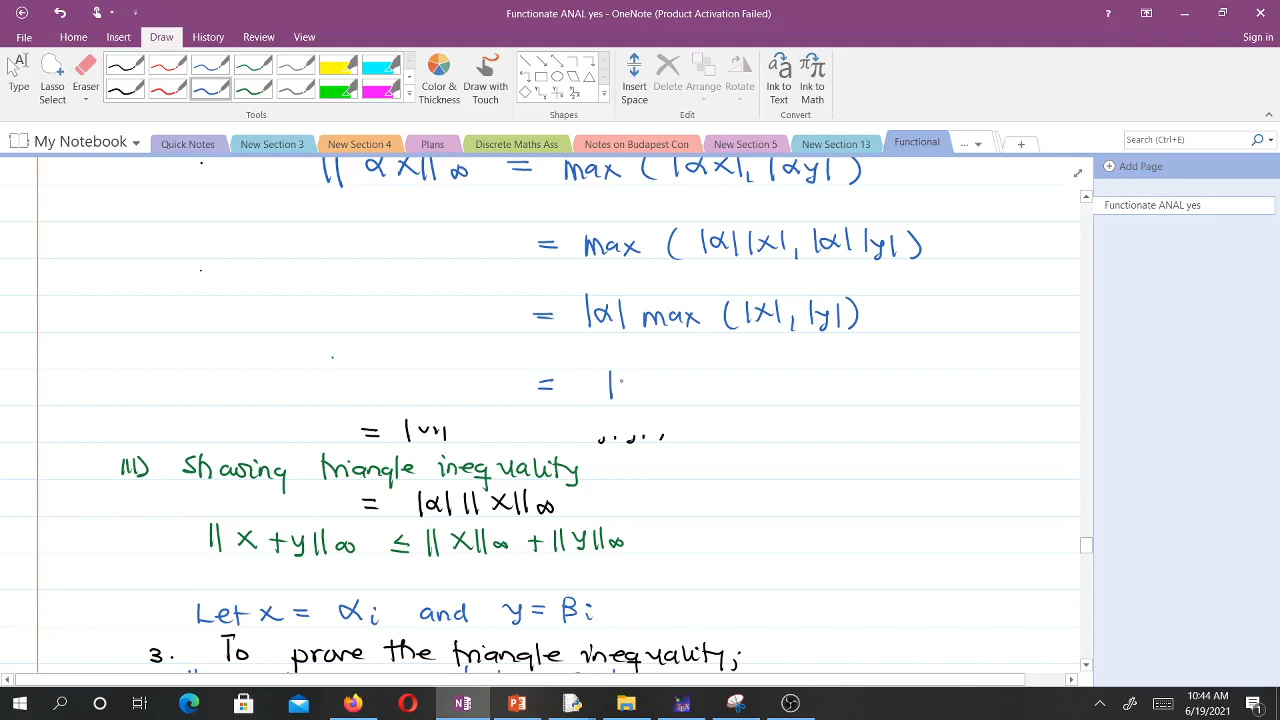 Functionate ANAL yes - OneNote (Product Activation Failed)
Sign in
File Home Insert Draw History Review View
Type
Lasso Select
Eraser
Color & Thickness
Draw with Touch
Insert Space
Delete
Arrange
Rotate
Ink to Text
Ink to Math
Tools
Shapes
Edit
Convert
My Notebook
Quick Notes
New Section 3
New Section 4
Plans
Discrete Maths Ass
Notes on Budapest Con
New Section 5
New Section 13
Functional
...
Search (Ctrl+E)
Add Page
Functionate ANAL yes
|| αx||∞ = max (|αx|, |αy|)
= max (|α||x|, |α||y|)
= |α| max (|x|, |y|)
= |
= |
III) Showing triangle inequality
= |α| || x||∞
|| x + y||∞ ≤ || x||∞ + || y||∞
Let x = αi and y = βi
3. To prove the triangle inequality;
10:44 AM
6/19/2021